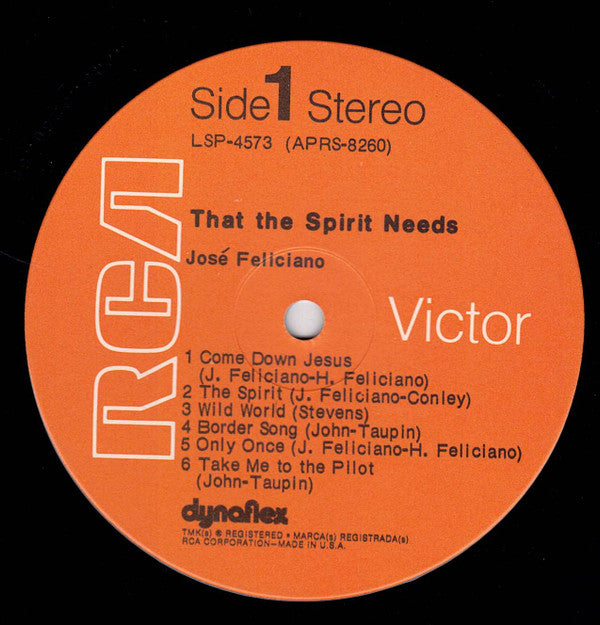 Side 1 Stereo
LSP-4573 (APRS-8260)
RCA
That the Spirit Needs
José Feliciano
Victor
1 Come Down Jesus
(J. Feliciano-H. Feliciano)
2 The Spirit (J. Feliciano-Conley)
3 Wild World (Stevens)
4 Border Song (John-Taupin)
5 Only Once (J. Feliciano-H. Feliciano)
6 Take Me to the Pilot
(John-Taupin)
dynaflex
TMK(s) ® REGISTERED • MARCA(s) REGISTRADA(s)
RCA CORPORATION—MADE IN U.S.A.